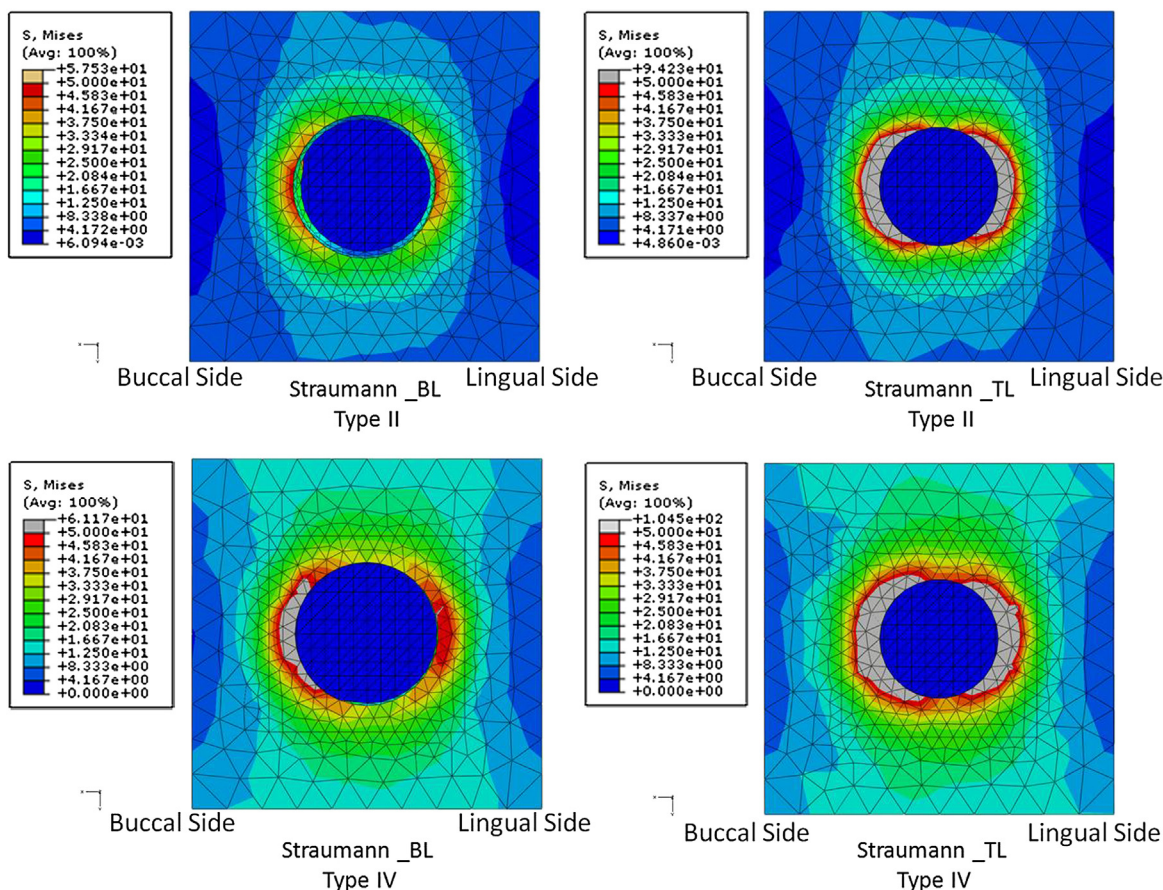 S, Mises
(Avg: 100%)
+5.753e+01
+5.000e+01
+4.583e+01
+4.167e+01
+3.750e+01
+3.334e+01
+2.917e+01
+2.500e+01
+2.084e+01
+1.667e+01
+1.250e+01
+8.338e+00
+4.172e+00
+6.094e-03
Buccal Side
Lingual Side
Straumann _BL
Type II
S, Mises
(Avg: 100%)
+9.423e+01
+5.000e+01
+4.583e+01
+4.167e+01
+3.750e+01
+3.333e+01
+2.917e+01
+2.500e+01
+2.084e+01
+1.667e+01
+1.250e+01
+8.337e+00
+4.171e+00
+4.860e-03
Buccal Side
Lingual Side
Straumann _TL
Type II
S, Mises
(Avg: 100%)
+6.117e+01
+5.000e+01
+4.583e+01
+4.167e+01
+3.750e+01
+3.333e+01
+2.917e+01
+2.500e+01
+2.083e+01
+1.667e+01
+1.250e+01
+8.333e+00
+4.167e+00
+0.000e+00
Buccal Side
Lingual Side
Straumann _BL
Type IV
S, Mises
(Avg: 100%)
+1.045e+02
+5.000e+01
+4.583e+01
+4.167e+01
+3.750e+01
+3.333e+01
+2.917e+01
+2.500e+01
+2.083e+01
+1.667e+01
+1.250e+01
+8.333e+00
+4.167e+00
+0.000e+00
Buccal Side
Lingual Side
Straumann _TL
Type IV